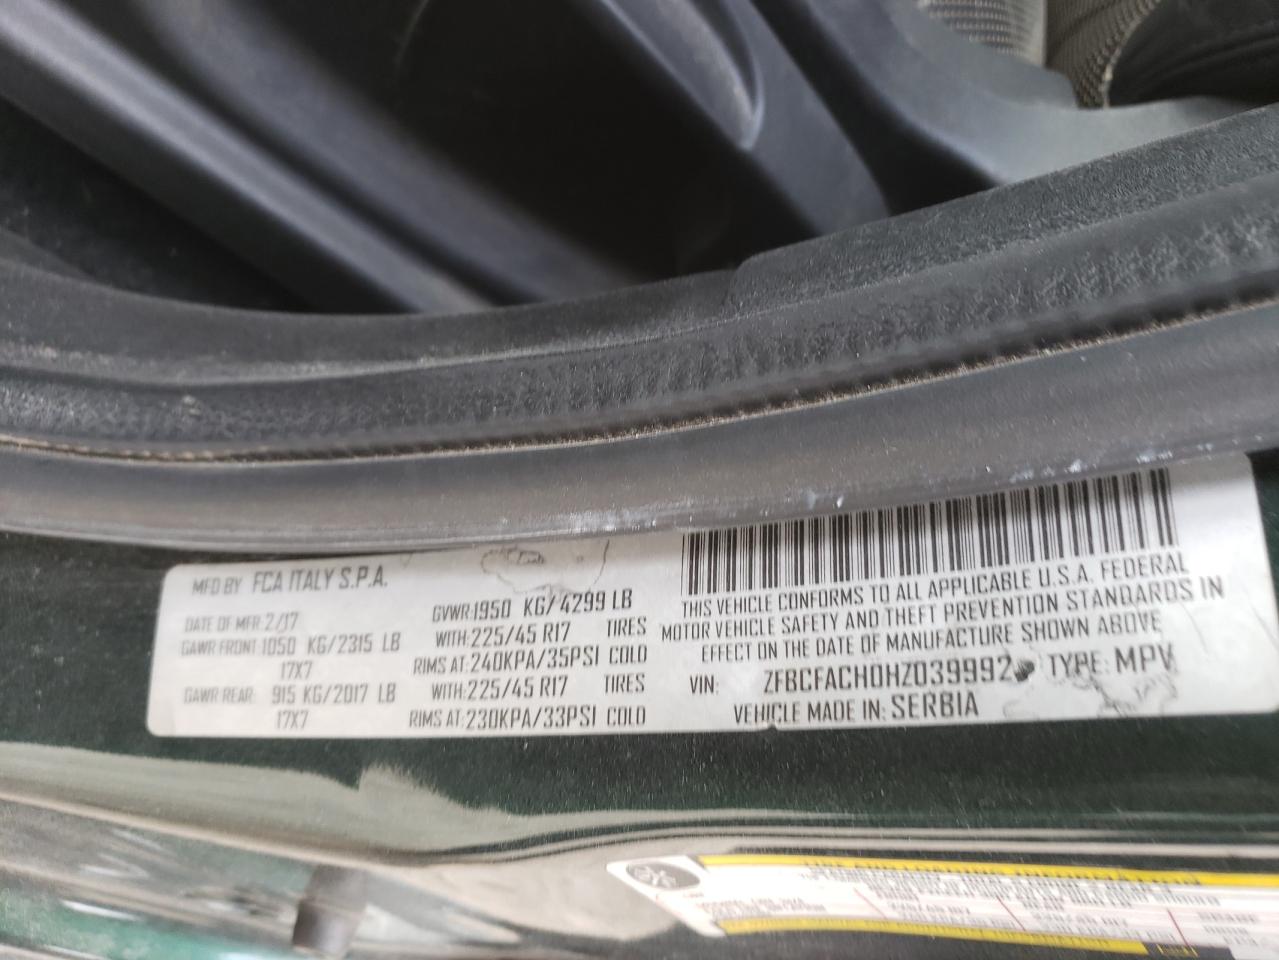 MFD BY FCA ITALY S.P.A.
DATE OF MFR: 2/17 GVWR: 1950 KG/ 4299 LB
GAWR FRONT: 1050 KG/ 2315 LB WITH: 225/45 R17 TIRES
17X7 RIMS AT: 240KPA/35PSI COLD
GAWR REAR: 915 KG/ 2017 LB WITH: 225/45 R17 TIRES
17X7 RIMS AT: 230KPA/33PSI COLD
THIS VEHICLE CONFORMS TO ALL APPLICABLE U.S.A. FEDERAL
MOTOR VEHICLE SAFETY AND THEFT PREVENTION STANDARDS IN
EFFECT ON THE DATE OF MANUFACTURE SHOWN ABOVE
VIN: ZFBCFACH0HZ039992 TYPE: MPV
VEHICLE MADE IN: SERBIA